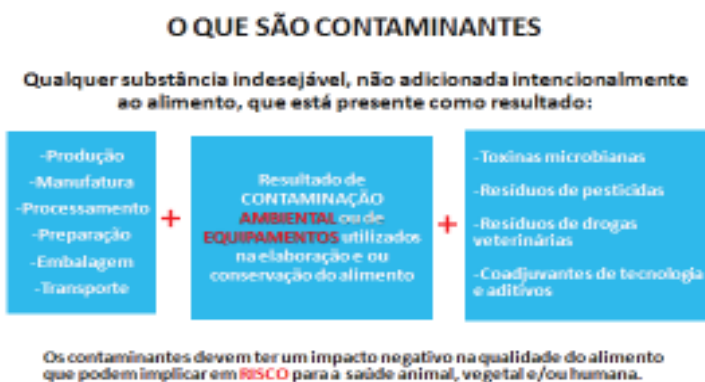 O QUE SÃO CONTAMINANTES
Qualquer substância indesejável, não adicionada intencionalmente
ao alimento, que está presente como resultado:
-Produção
-Manufatura
-Processamento
-Preparação
-Embalagem
-Transporte
+
Resultado de
CONTAMINAÇÃO
AMBIENTAL ou de
EQUIPAMENTOS utilizados
na elaboração e ou
conservação do alimento
+
-Toxinas microbianas
-Resíduos de pesticidas
-Resíduos de drogas
veterinárias
-Coadjuvantes de tecnologia
e aditivos
Os contaminantes devem ter um impacto negativo na qualidade do alimento
que podem implicar em RISCO para a saúde animal, vegetal e/ou humana.